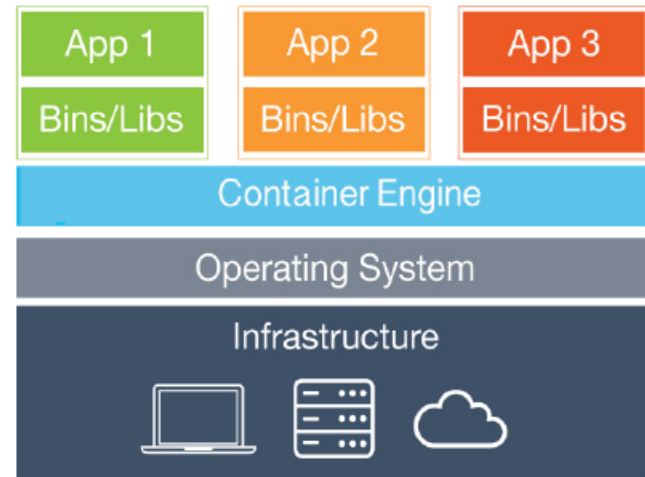 App 1
App 2
App 3
Bins/Libs
Bins/Libs
Bins/Libs
Container Engine
Operating System
Infrastructure